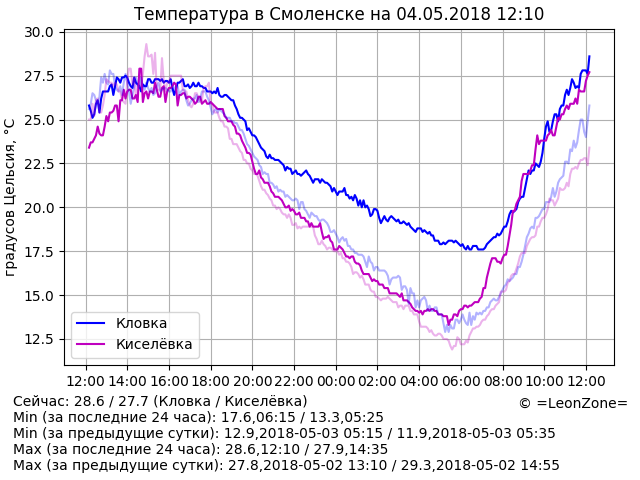 Температура в Смоленске на 04.05.2018 12:10
30.0
27.5
25.0
22.5
20.0
17.5
15.0
12.5
градусов Цельсия, °C
Кловка
Киселёвка
12:00 14:00 16:00 18:00 20:00 22:00 00:00 02:00 04:00 06:00 08:00 10:00 12:00
Сейчас: 28.6 / 27.7 (Кловка / Киселёвка)
© =LeonZone=
Min (за последние 24 часа): 17.6,06:15 / 13.3,05:25
Min (за предыдущие сутки): 12.9,2018-05-03 05:15 / 11.9,2018-05-03 05:35
Max (за последние 24 часа): 28.6,12:10 / 27.9,14:35
Max (за предыдущие сутки): 27.8,2018-05-02 13:10 / 29.3,2018-05-02 14:55